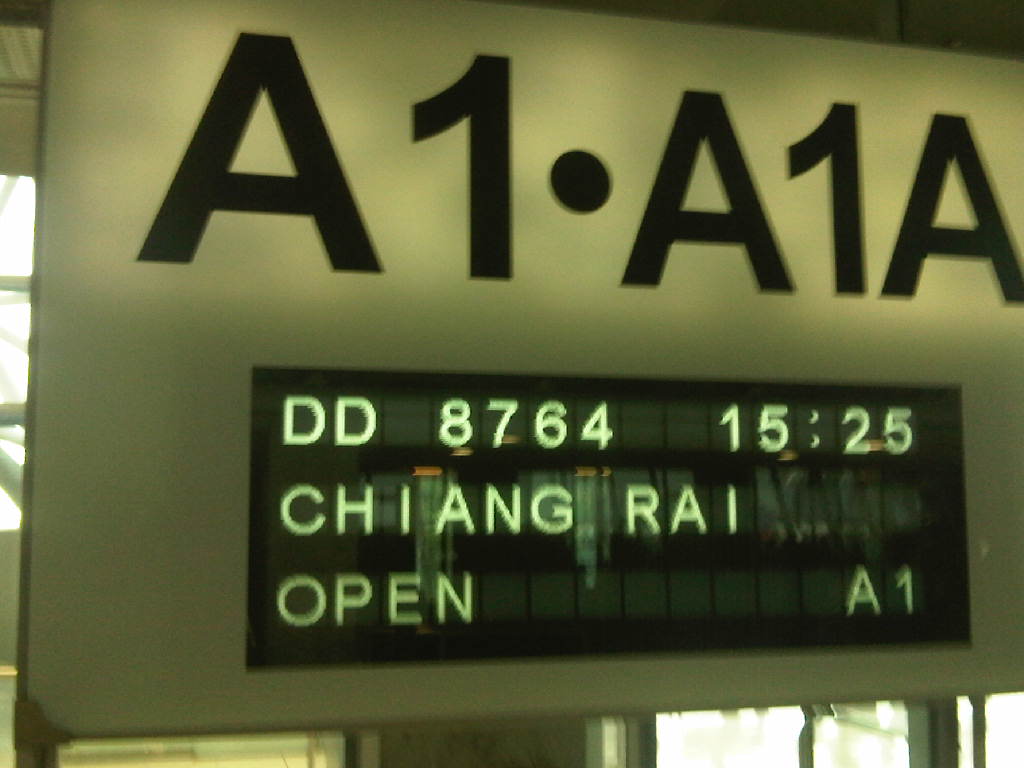 A1•A1A
DD 8764 15:25
CHIANG RAI
OPEN A1